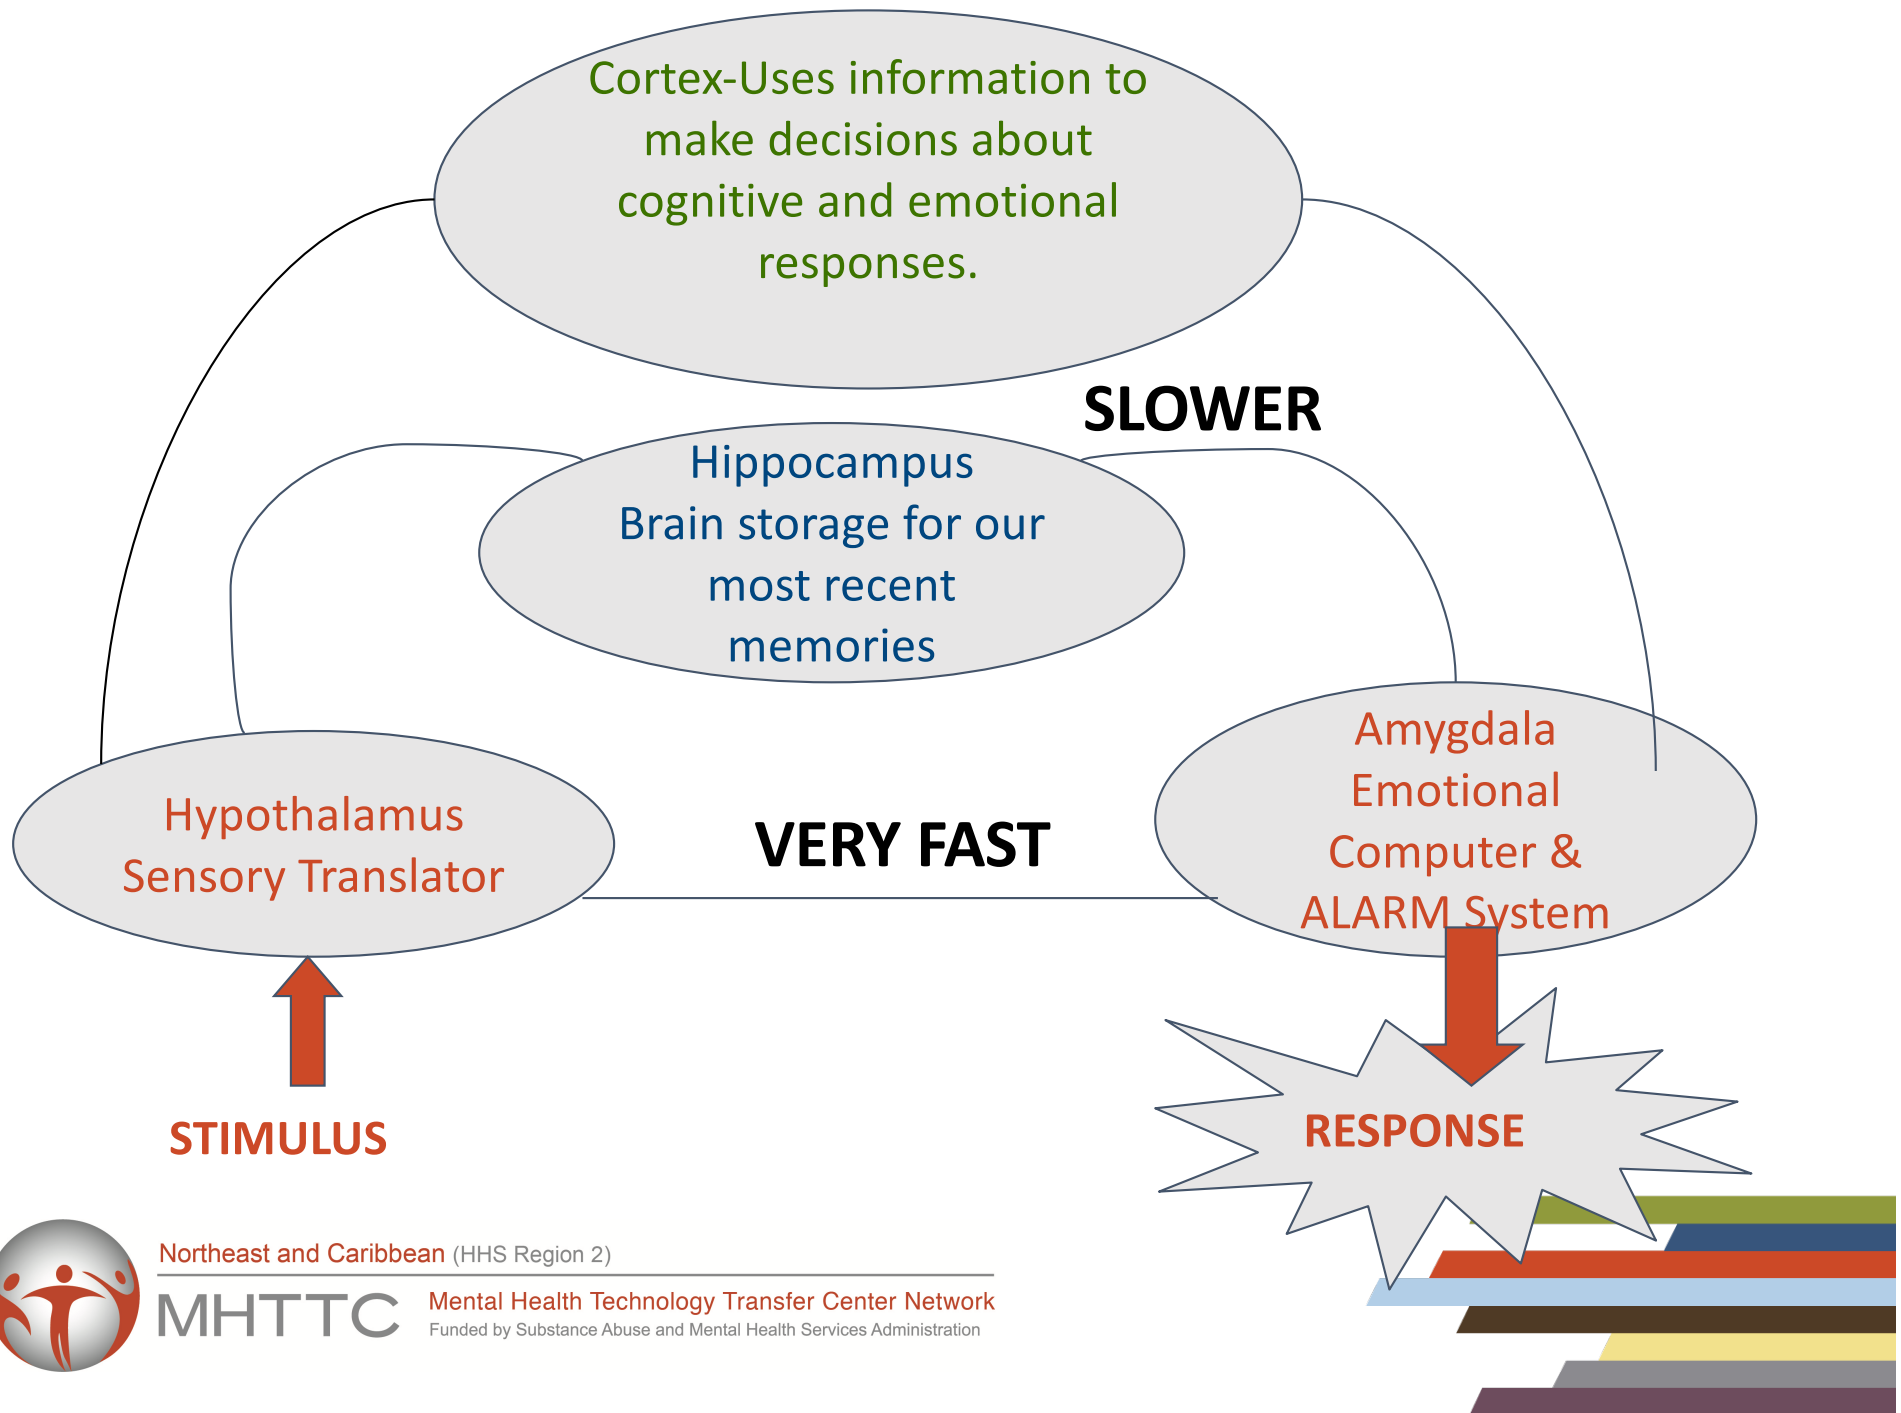 Cortex-Uses information to
make decisions about
cognitive and emotional
responses.
SLOWER
Hippocampus
Brain storage for our
most recent
memories
Amygdala
Emotional
Computer &
ALARM System
Hypothalamus
Sensory Translator
VERY FAST
STIMULUS
RESPONSE
Northeast and Caribbean (HHS Region 2)
MHTTC
Mental Health Technology Transfer Center Network
Funded by Substance Abuse and Mental Health Services Administration